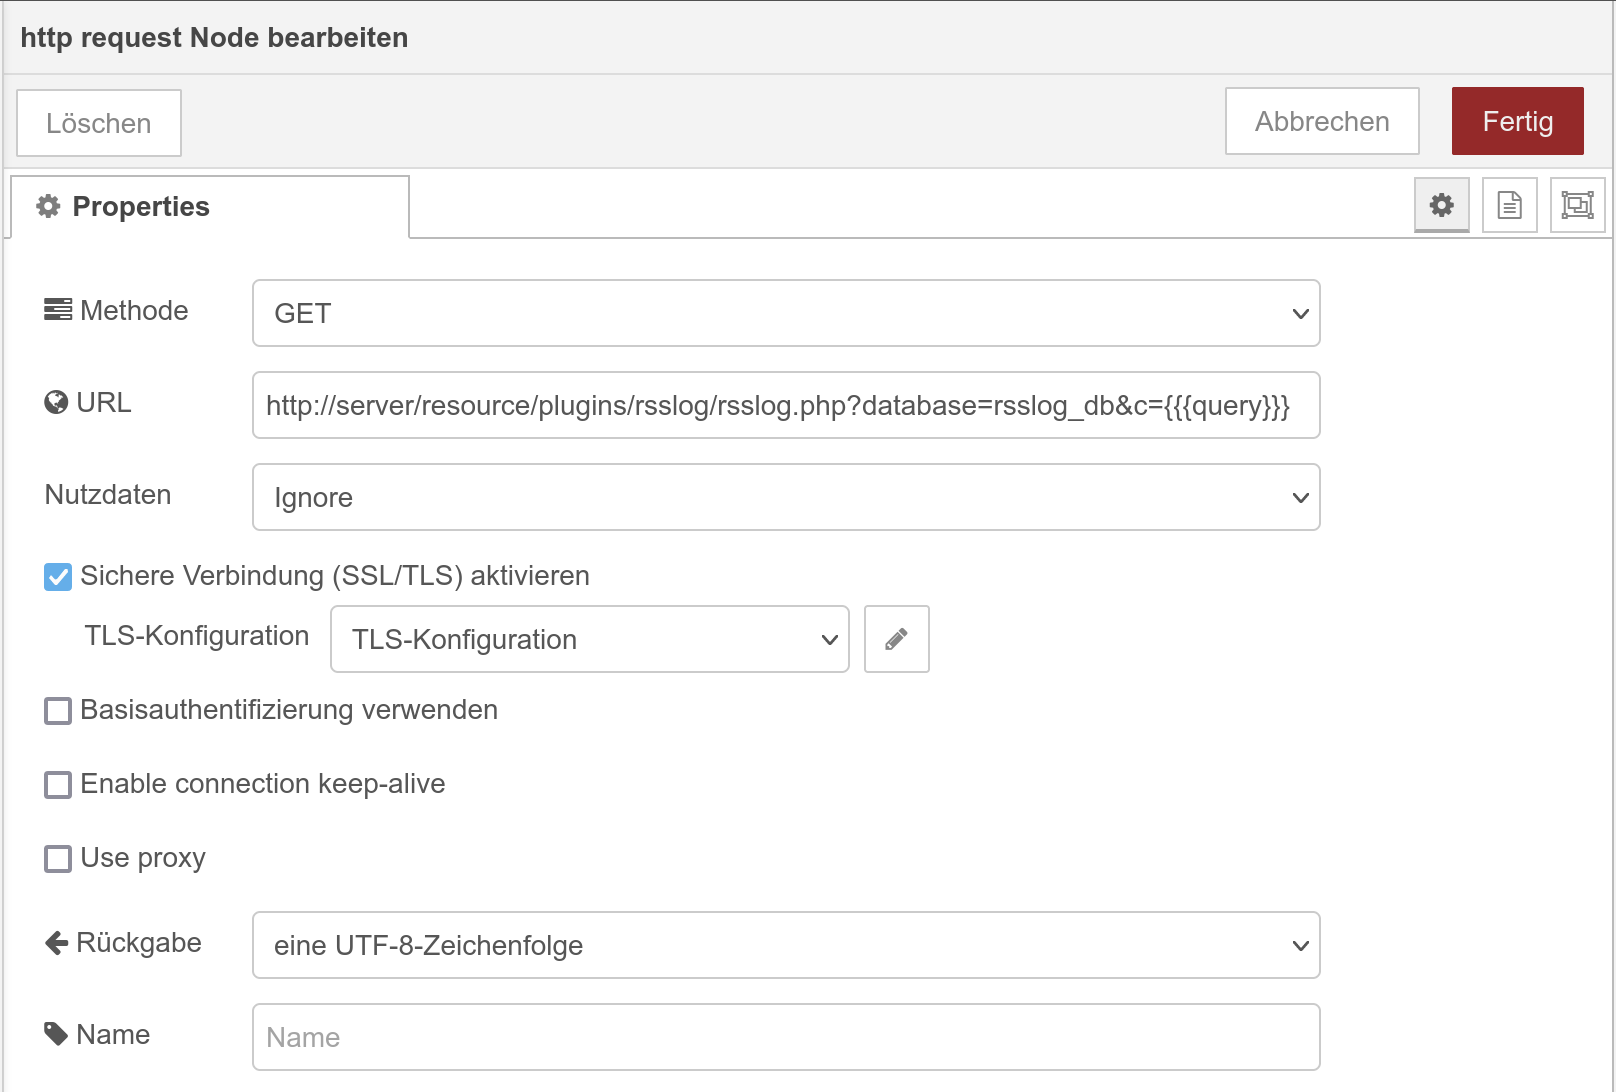 http request Node bearbeiten
Löschen
Abbrechen
Fertig
Properties
Methode
GET
URL
http://server/resource/plugins/rsslog/rsslog.php?database=rsslog_db&c={{{query}}}
Nutzdaten
Ignore
Sichere Verbindung (SSL/TLS) aktivieren
TLS-Konfiguration
TLS-Konfiguration
Basisauthentifizierung verwenden
Enable connection keep-alive
Use proxy
Rückgabe
eine UTF-8-Zeichenfolge
Name
Name